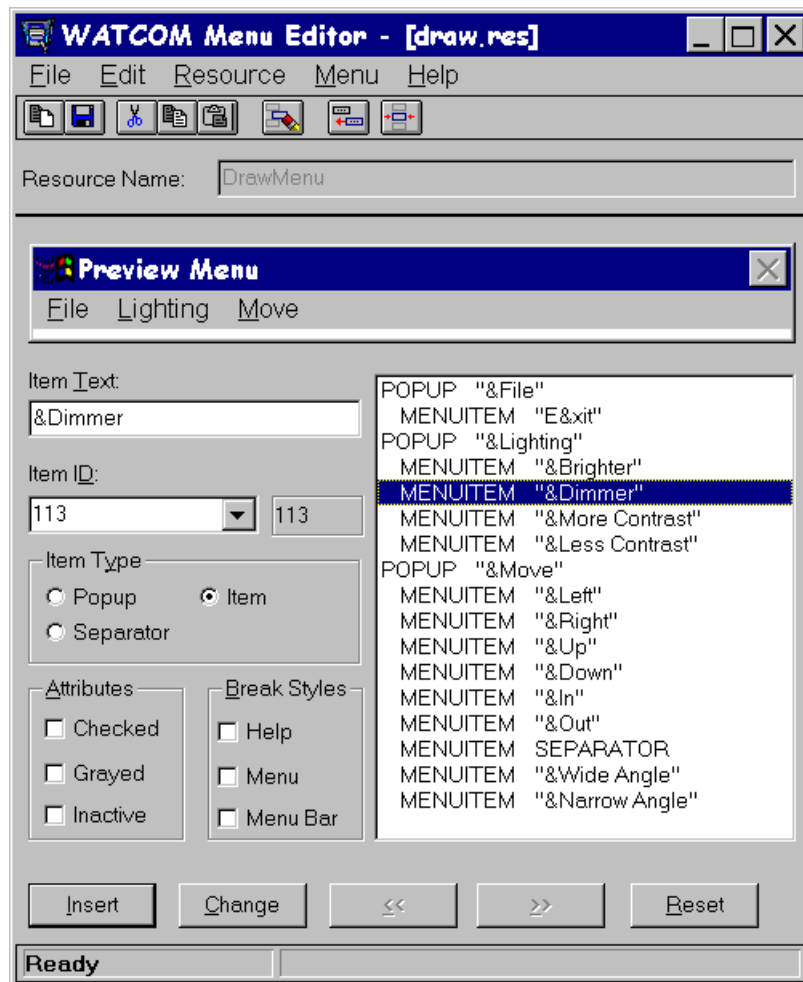 WATCOM Menu Editor - [draw.res]
File Edit Resource Menu Help
Resource Name: DrawMenu
Preview Menu
File Lighting Move
Item Text:
&Dimmer
Item ID:
113 113
Item Type
Popup Item
Separator
Attributes
Checked
Grayed
Inactive
Break Styles
Help
Menu
Menu Bar
POPUP "&File"
MENUITEM "E&xit"
POPUP "&Lighting"
MENUITEM "&Brighter"
MENUITEM "&Dimmer"
MENUITEM "&More Contrast"
MENUITEM "&Less Contrast"
POPUP "&Move"
MENUITEM "&Left"
MENUITEM "&Right"
MENUITEM "&Up"
MENUITEM "&Down"
MENUITEM "&In"
MENUITEM "&Out"
MENUITEM SEPARATOR
MENUITEM "&Wide Angle"
MENUITEM "&Narrow Angle"
Insert Change << >> Reset
Ready